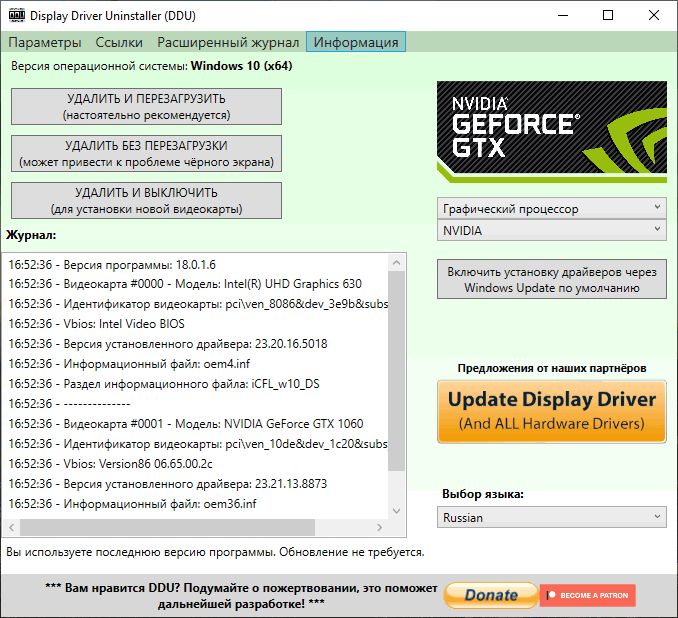 Display Driver Uninstaller (DDU)
Параметры Ссылки Расширенный журнал Информация
Версия операционной системы: Windows 10 (x64)
УДАЛИТЬ И ПЕРЕЗАГРУЗИТЬ
(настоятельно рекомендуется)
УДАЛИТЬ БЕЗ ПЕРЕЗАГРУЗКИ
(может привести к проблеме чёрного экрана)
УДАЛИТЬ И ВЫКЛЮЧИТЬ
(для установки новой видеокарты)
NVIDIA
GEFORCE®
GTX
Графический процессор
NVIDIA
Включить установку драйверов через
Windows Update по умолчанию
Журнал:
16:52:36 - Версия программы: 18.0.1.6
16:52:36 - Видеокарта #0000 - Модель: Intel(R) UHD Graphics 630
16:52:36 - Идентификатор видеокарты: pci\ven_8086&dev_3e9b&subs
16:52:36 - Vbios: Intel Video BIOS
16:52:36 - Версия установленного драйвера: 23.20.16.5018
16:52:36 - Информационный файл: oem4.inf
16:52:36 - Раздел информационного файла: iCFL_w10_DS
16:52:36 - --------------
16:52:36 - Видеокарта #0001 - Модель: NVIDIA GeForce GTX 1060
16:52:36 - Идентификатор видеокарты: pci\ven_10de&dev_1c20&subs
16:52:36 - Vbios: Version86 06.65.00.2c
16:52:36 - Версия установленного драйвера: 23.21.13.8873
16:52:36 - Информационный файл: oem36.inf
Предложения от наших партнёров
Update Display Driver
(And ALL Hardware Drivers)
Выбор языка:
Russian
Вы используете последнюю версию программы. Обновление не требуется.
*** Вам нравится DDU? Подумайте о пожертвовании, это поможет
дальнейшей разработке! ***
Donate
BECOME A PATRON